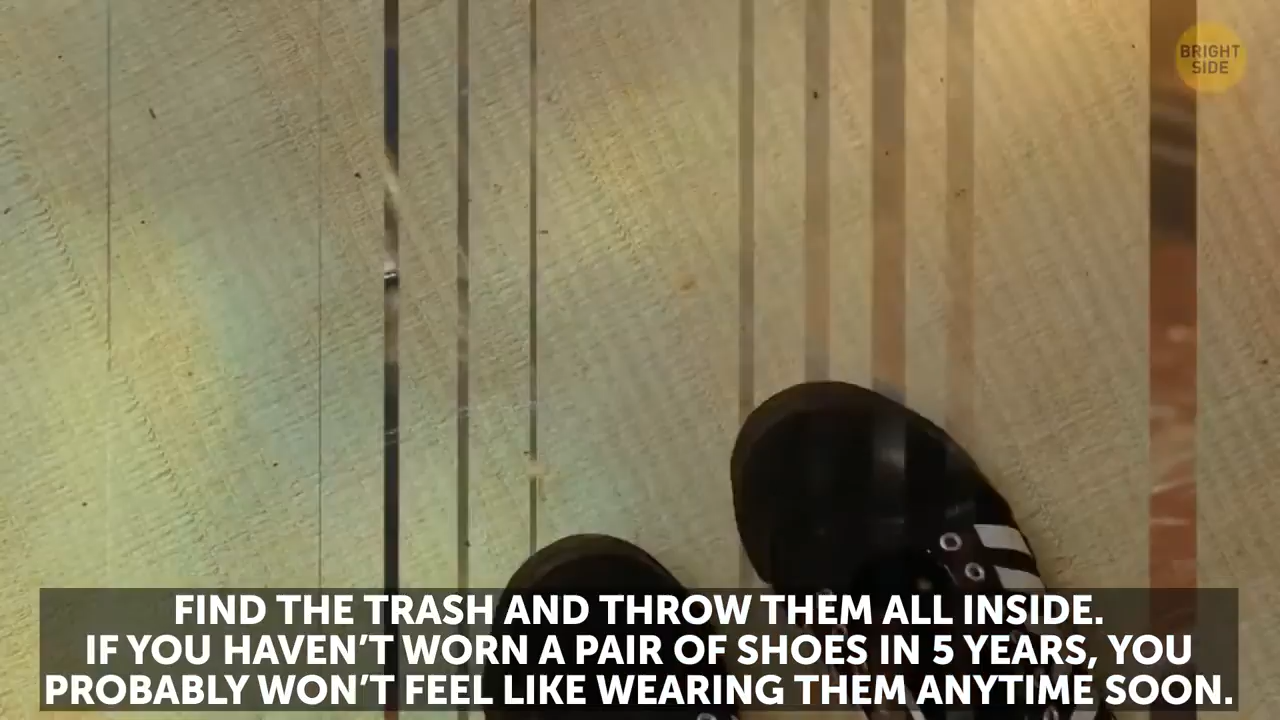 BRIGHT
SIDE
FIND THE TRASH AND THROW THEM ALL INSIDE.
IF YOU HAVEN'T WORN A PAIR OF SHOES IN 5 YEARS, YOU
PROBABLY WON'T FEEL LIKE WEARING THEM ANYTIME SOON.